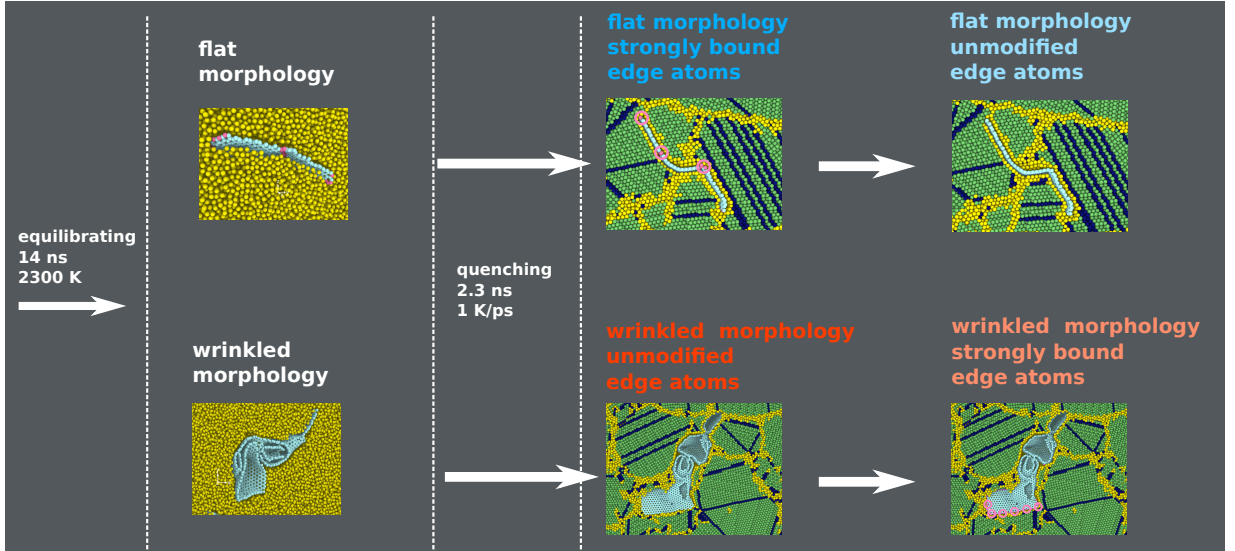 flat
morphology
flat morphology
strongly bound
edge atoms
flat morphology
unmodified
edge atoms
equilibrating
14 ns
2300 K
quenching
2.3 ns
1 K/ps
wrinkled
morphology
wrinkled morphology
unmodified
edge atoms
wrinkled morphology
strongly bound
edge atoms